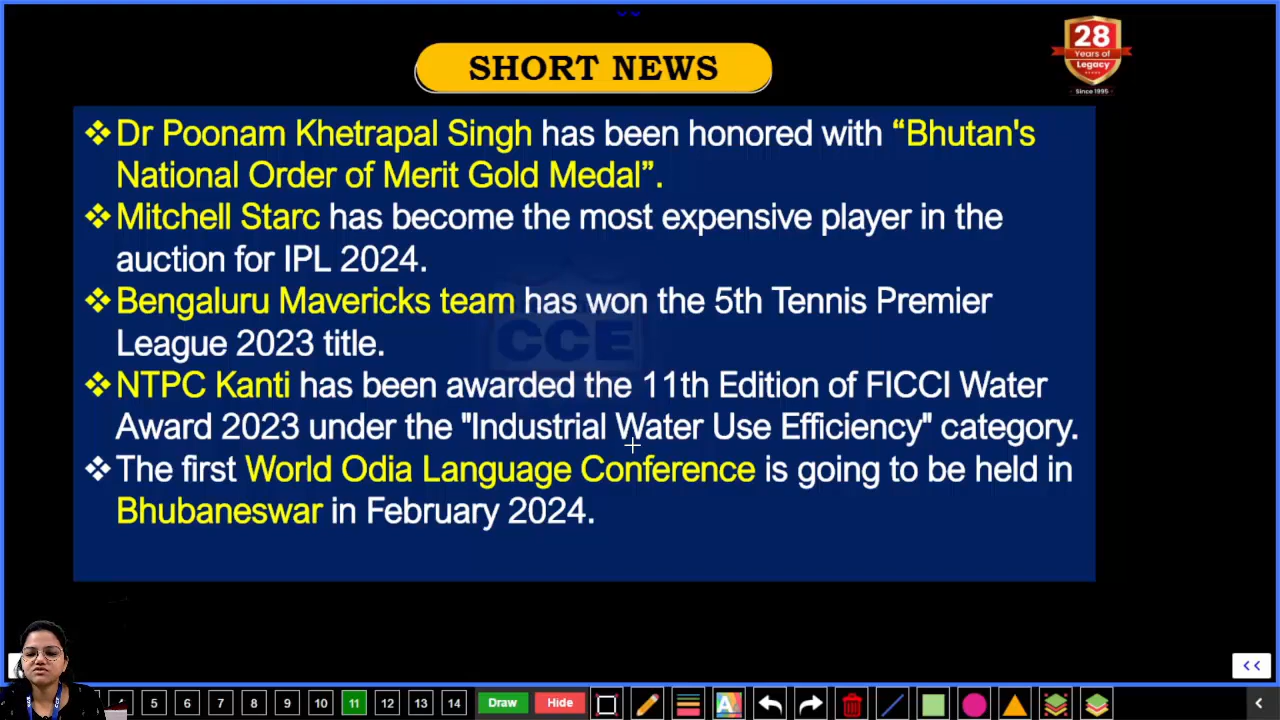 28
Years of
Legacy
Since 1995
SHORT NEWS
❖Dr Poonam Khetrapal Singh has been honored with “Bhutan's
National Order of Merit Gold Medal”.
❖Mitchell Starc has become the most expensive player in the
auction for IPL 2024.
❖Bengaluru Mavericks team has won the 5th Tennis Premier
League 2023 title.
❖NTPC Kanti has been awarded the 11th Edition of FICCI Water
Award 2023 under the "Industrial Water Use Efficiency" category.
❖The first World Odia Language Conference is going to be held in
Bhubaneswar in February 2024.
CCE
<<
5 6 7 8 9 10 11 12 13 14 Draw Hide A <